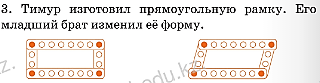 3. Тимур изготовил прямоугольную рамку. Его
младший брат изменил её форму.